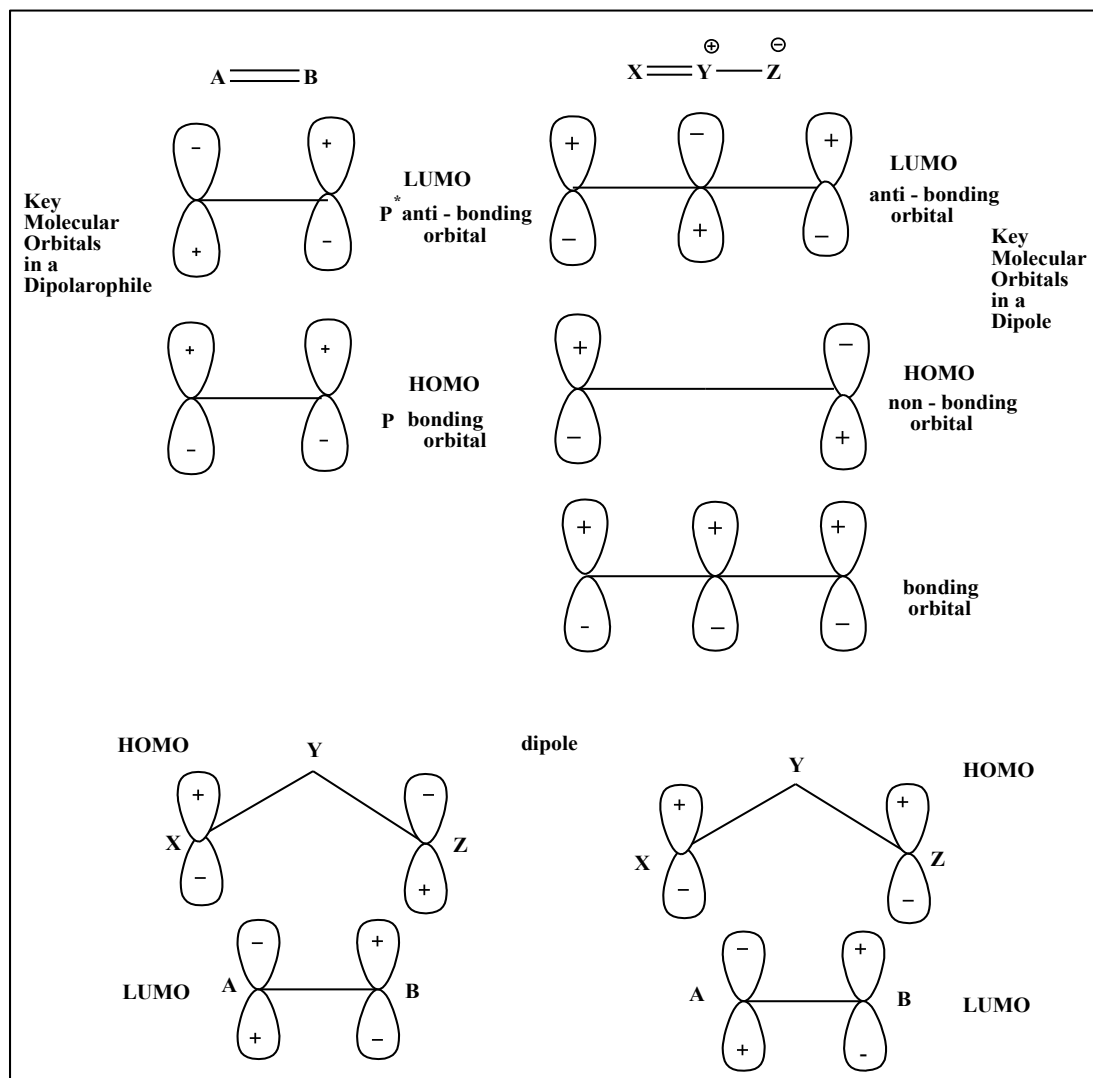 A B
X Y Z
⊕ ⊖
- +
+ -
LUMO
P* anti - bonding
orbital
Key
Molecular
Orbitals
in a
Dipolarophile
+ − +
− + −
LUMO
anti - bonding
orbital
Key
Molecular
Orbitals
in a
Dipole
+ +
- -
HOMO
P bonding
orbital
+ −
− +
HOMO
non - bonding
orbital
+ + +
- − −
bonding
orbital
HOMO
Y
+ −
X Z
− +
dipole
Y
HOMO
+ +
X Z
− −
− +
LUMO A B
+ −
− +
A B LUMO
+ -